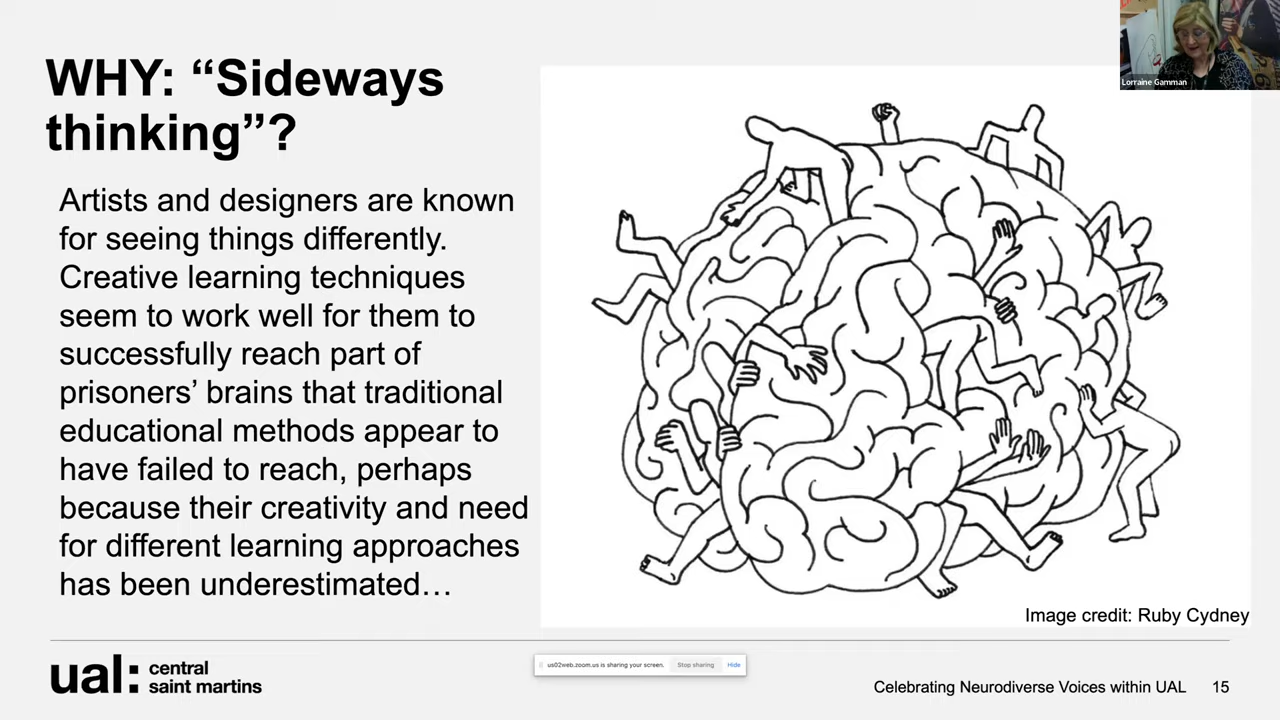 WHY: “Sideways
thinking”?
Artists and designers are known
for seeing things differently.
Creative learning techniques
seem to work well for them to
successfully reach part of
prisoners’ brains that traditional
educational methods appear to
have failed to reach, perhaps
because their creativity and need
for different learning approaches
has been underestimated…
Lorraine Gamman
Image credit: Ruby Cydney
us02web.zoom.us is sharing your screen.
Stop sharing
Hide
ual: central
saint martins
Celebrating Neurodiverse Voices within UAL 15